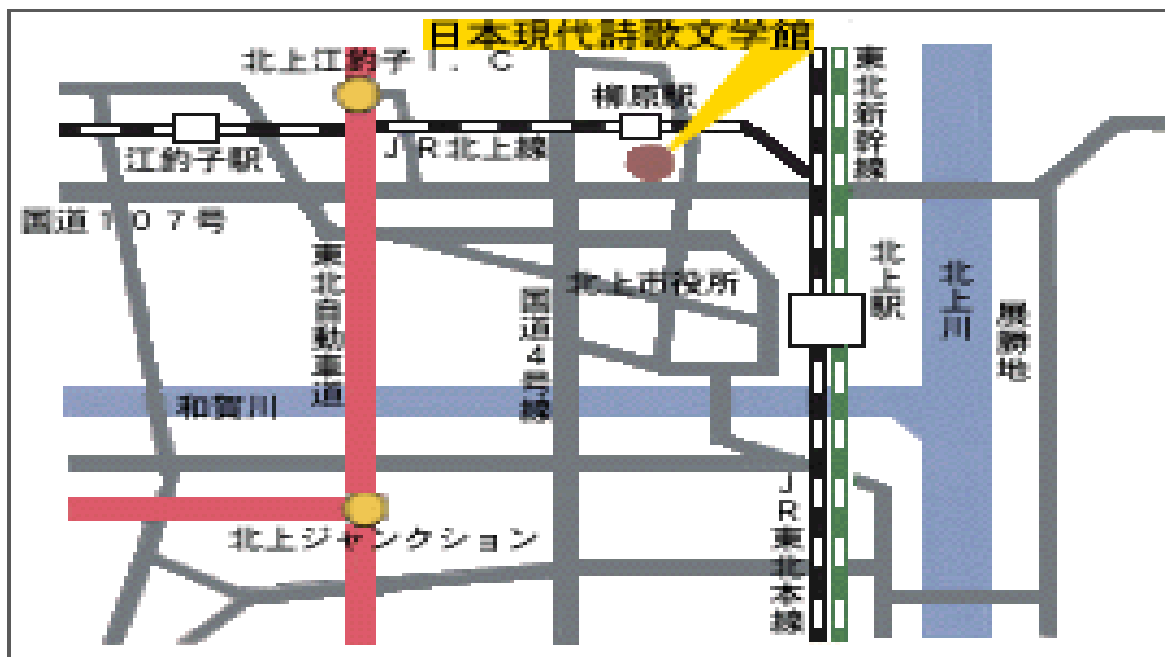 日本現代詩歌文学館
北上江釣子Ｉ．Ｃ
柳原駅
東北新幹線
江釣子駅
ＪＲ北上線
国道１０７号
東北自動車道
国道４号線
北上市役所
北上駅
北上川
展勝地
和賀川
北上ジャンクション
ＪＲ東北本線